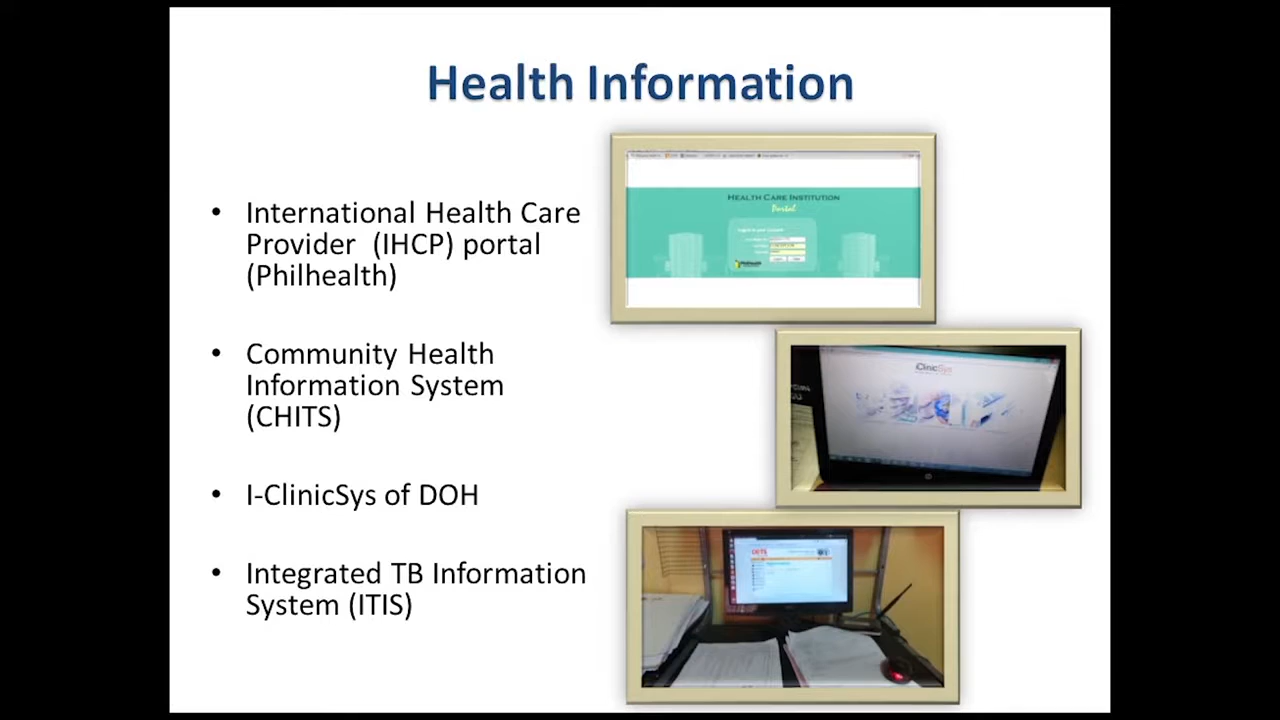 Health Information
• International Health Care
Provider (IHCP) portal
(Philhealth)
• Community Health
Information System
(CHITS)
• I-ClinicSys of DOH
• Integrated TB Information
System (ITIS)
HEALTH CARE INSTITUTION
Portal
iClinicSys